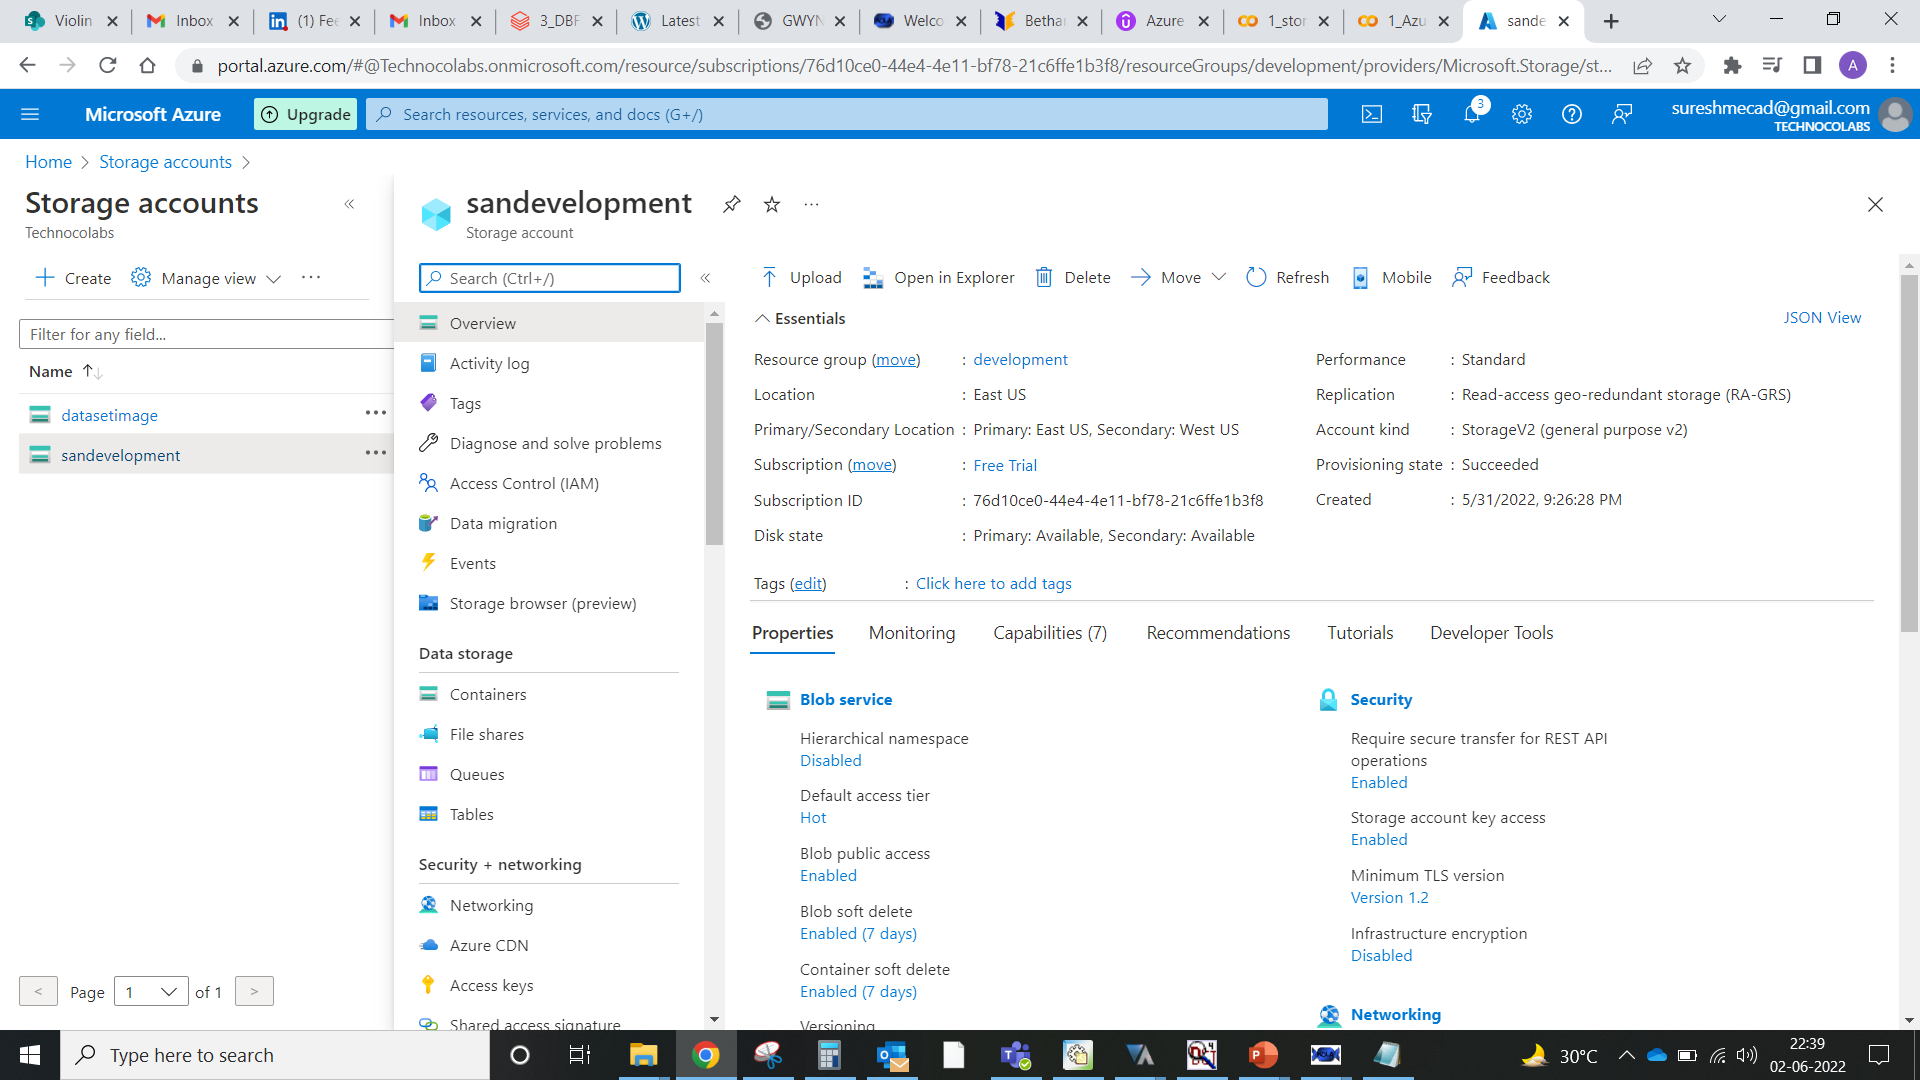 Violin
Inbox
(1) Fee
Inbox
3_DBF
Latest
GWYN
Welco
Bethan
Azure
1_stor
1_Azu
sande
portal.azure.com/#@Technocolabs.onmicrosoft.com/resource/subscriptions/76d10ce0-44e4-4e11-bf78-21c6ffe1b3f8/resourceGroups/development/providers/Microsoft.Storage/st...
A
Microsoft Azure
Upgrade
Search resources, services, and docs (G+/)
3
sureshmecad@gmail.com
TECHNOCOLABS
Home > Storage accounts >
Storage accounts
Technocolabs
Create
Manage view
Filter for any field...
Name
datasetimage
sandevelopment
< Page 1 of 1 >
sandevelopment
Storage account
Search (Ctrl+/)
Overview
Activity log
Tags
Diagnose and solve problems
Access Control (IAM)
Data migration
Events
Storage browser (preview)
Data storage
Containers
File shares
Queues
Tables
Security + networking
Networking
Azure CDN
Access keys
Shared access signature
Upload
Open in Explorer
Delete
Move
Refresh
Mobile
Feedback
Essentials
JSON View
Resource group (move) : development
Location : East US
Primary/Secondary Location : Primary: East US, Secondary: West US
Subscription (move) : Free Trial
Subscription ID : 76d10ce0-44e4-4e11-bf78-21c6ffe1b3f8
Disk state : Primary: Available, Secondary: Available
Performance : Standard
Replication : Read-access geo-redundant storage (RA-GRS)
Account kind : StorageV2 (general purpose v2)
Provisioning state : Succeeded
Created : 5/31/2022, 9:26:28 PM
Tags (edit) : Click here to add tags
Properties
Monitoring
Capabilities (7)
Recommendations
Tutorials
Developer Tools
Blob service
Hierarchical namespace
Disabled
Default access tier
Hot
Blob public access
Enabled
Blob soft delete
Enabled (7 days)
Container soft delete
Enabled (7 days)
Versioning
Security
Require secure transfer for REST API
operations
Enabled
Storage account key access
Enabled
Minimum TLS version
Version 1.2
Infrastructure encryption
Disabled
Networking
Type here to search
30°C
22:39
02-06-2022